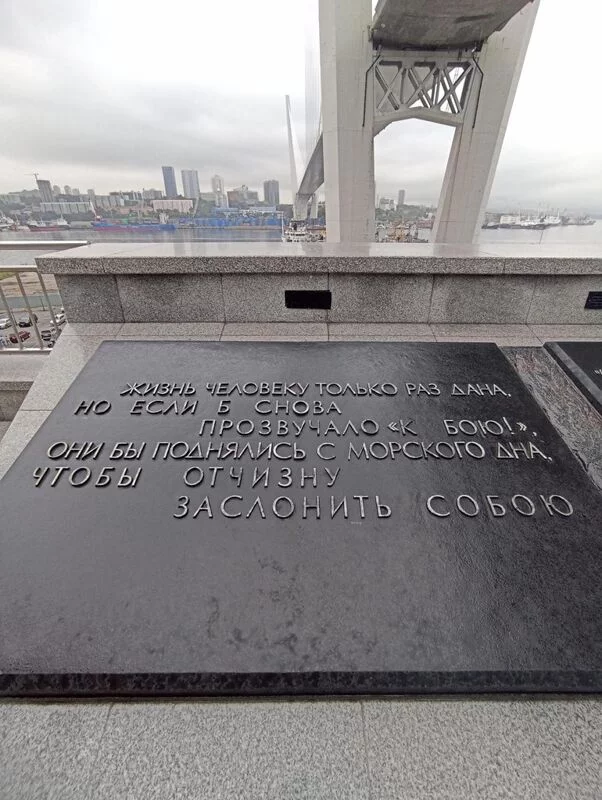 ЖИЗНЬ ЧЕЛОВЕКУ ТОЛЬКО РАЗ ДАНА,
НО ЕСЛИ Б СНОВА
ПРОЗВУЧАЛО «К БОЮ!»,
ОНИ БЫ ПОДНЯЛИСЬ С МОРСКОГО ДНА,
ЧТОБЫ ОТЧИЗНУ
ЗАСЛОНИТЬ СОБОЮ